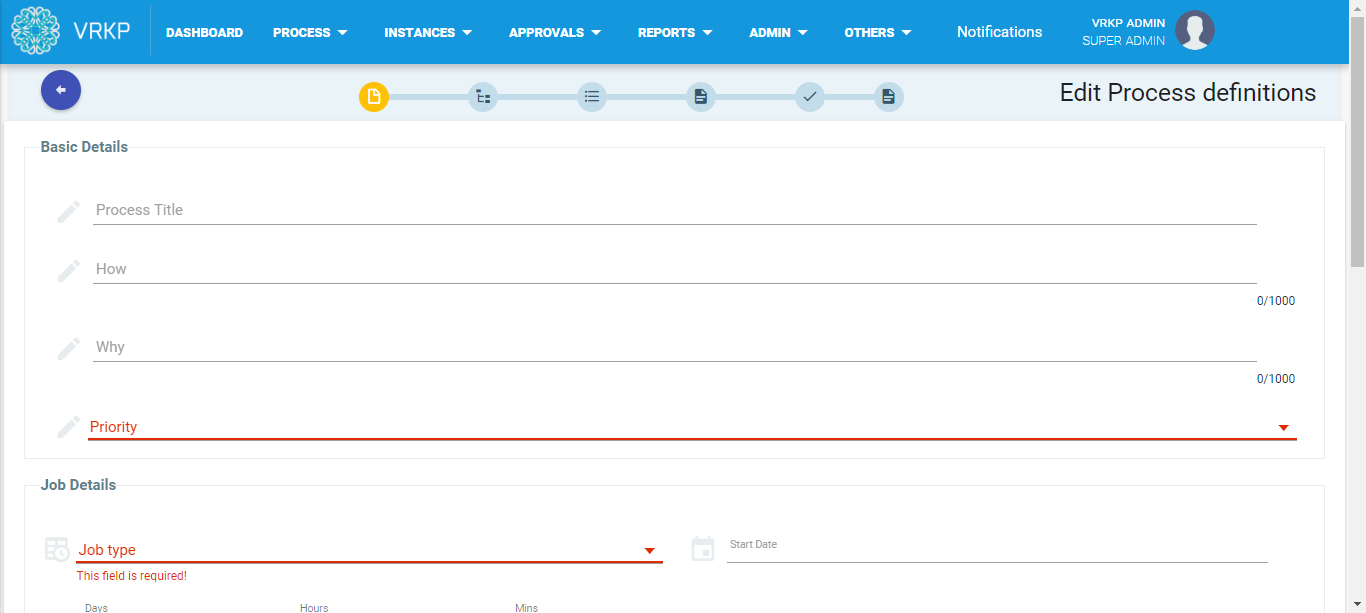 VRKP
DASHBOARD PROCESS INSTANCES APPROVALS REPORTS ADMIN OTHERS Notifications
VRKP ADMIN
SUPER ADMIN
Edit Process definitions
Basic Details
Process Title
How
0/1000
Why
0/1000
Priority
Job Details
Job type
Start Date
This field is required!
Days Hours Mins